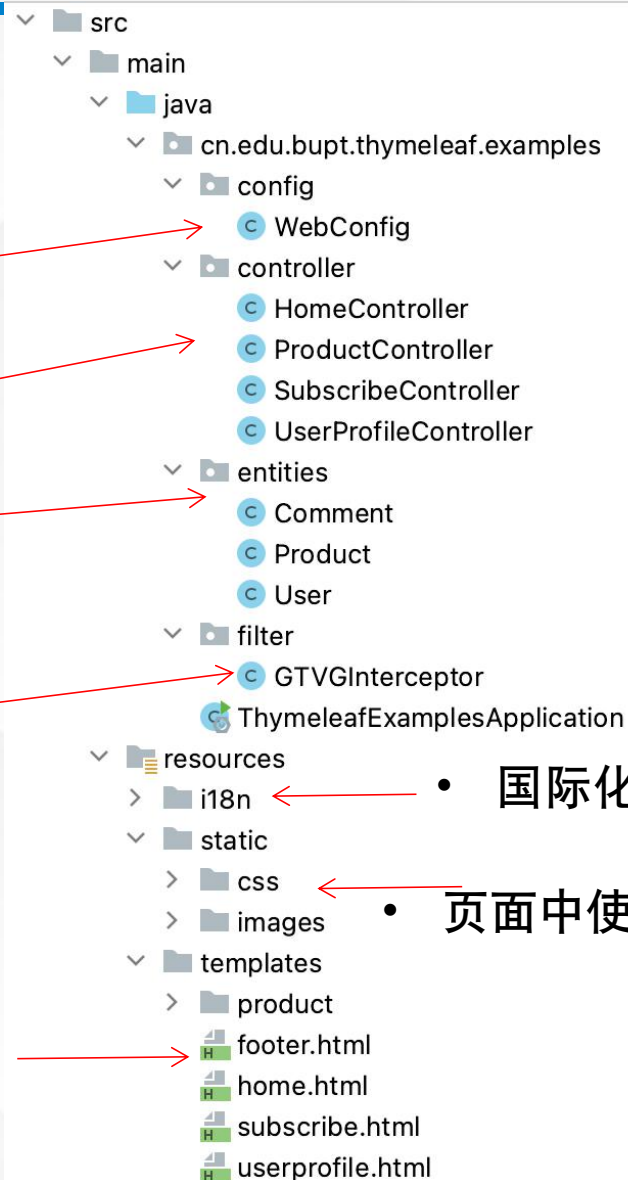 src
main
java
cn.edu.bupt.thymeleaf.examples
config
WebConfig
controller
HomeController
ProductController
SubscribeController
UserProfileController
entities
Comment
Product
User
filter
GTVGInterceptor
ThymeleafExamplesApplication
resources
i18n
• 国际化
static
css
• 页面中使
images
templates
product
footer.html
home.html
subscribe.html
userprofile.html